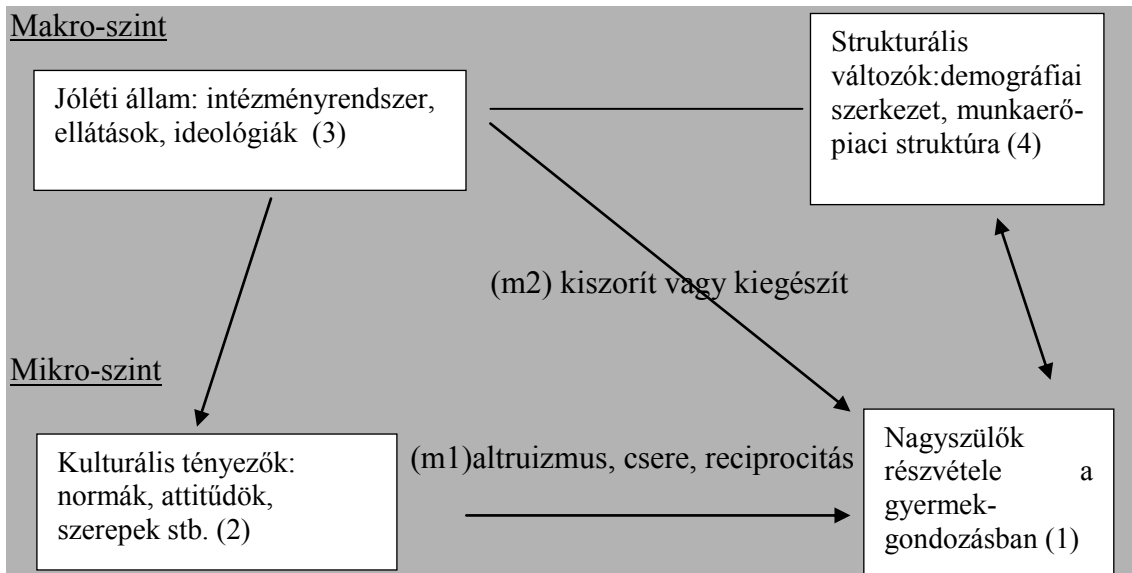 Makro-szint
Jóléti állam: intézményrendszer,
ellátások, ideológiák (3)
Strukturális
változók:demográfiai
szerkezet, munkaerő-
piaci struktúra (4)
(m2) kiszorít vagy kiegészít
Mikro-szint
Kulturális tényezők:
normák, attitűdök,
szerepek stb. (2)
(m1)altruizmus, csere, reciprocitás
Nagyszülők
részvétele a
gyermek-
gondozásban (1)